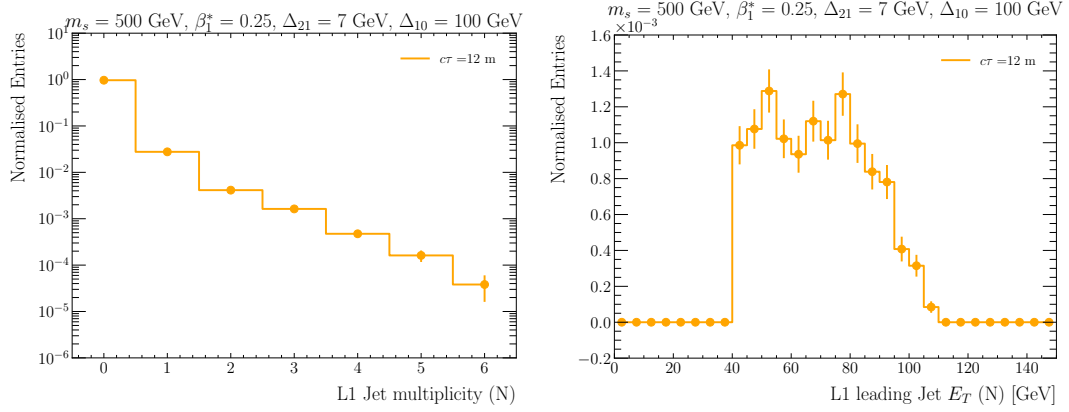 m_s = 500 GeV, β_1^* = 0.25, Δ_21 = 7 GeV, Δ_10 = 100 GeV
Normalised Entries
10^1
10^0
10^−1
10^−2
10^−3
10^−4
10^−5
10^−6
cτ =12 m
0 1 2 3 4 5 6
L1 Jet multiplicity (N)
m_s = 500 GeV, β_1^* = 0.25, Δ_21 = 7 GeV, Δ_10 = 100 GeV
×10^−3
Normalised Entries
1.6
1.4
1.2
1.0
0.8
0.6
0.4
0.2
0.0
−0.2
cτ =12 m
0 20 40 60 80 100 120 140
L1 leading Jet E_T (N) [GeV]